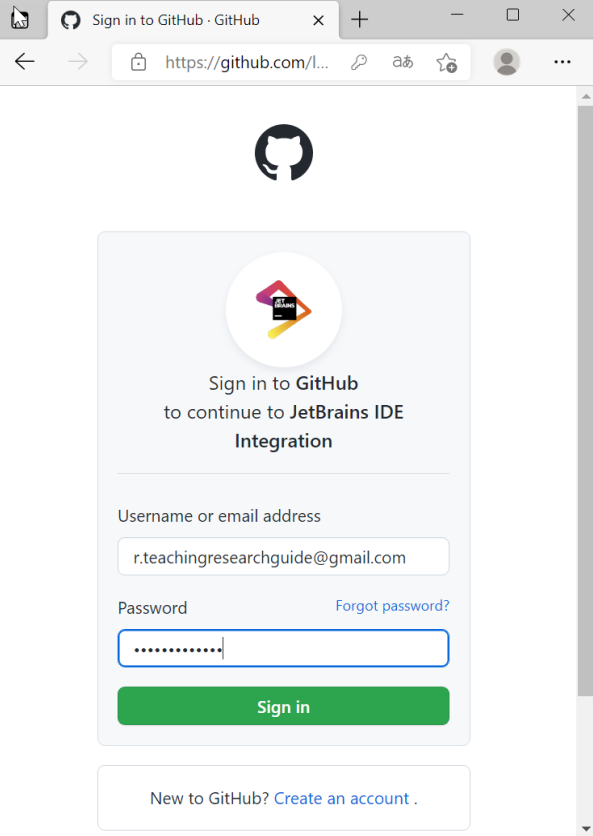 Sign in to GitHub · GitHub
https://github.com/l...
aあ
JET
BRAINS
Sign in to GitHub
to continue to JetBrains IDE
Integration
Username or email address
r.teachingresearchguide@gmail.com
Password Forgot password?
•••••••••••••
Sign in
New to GitHub? Create an account .